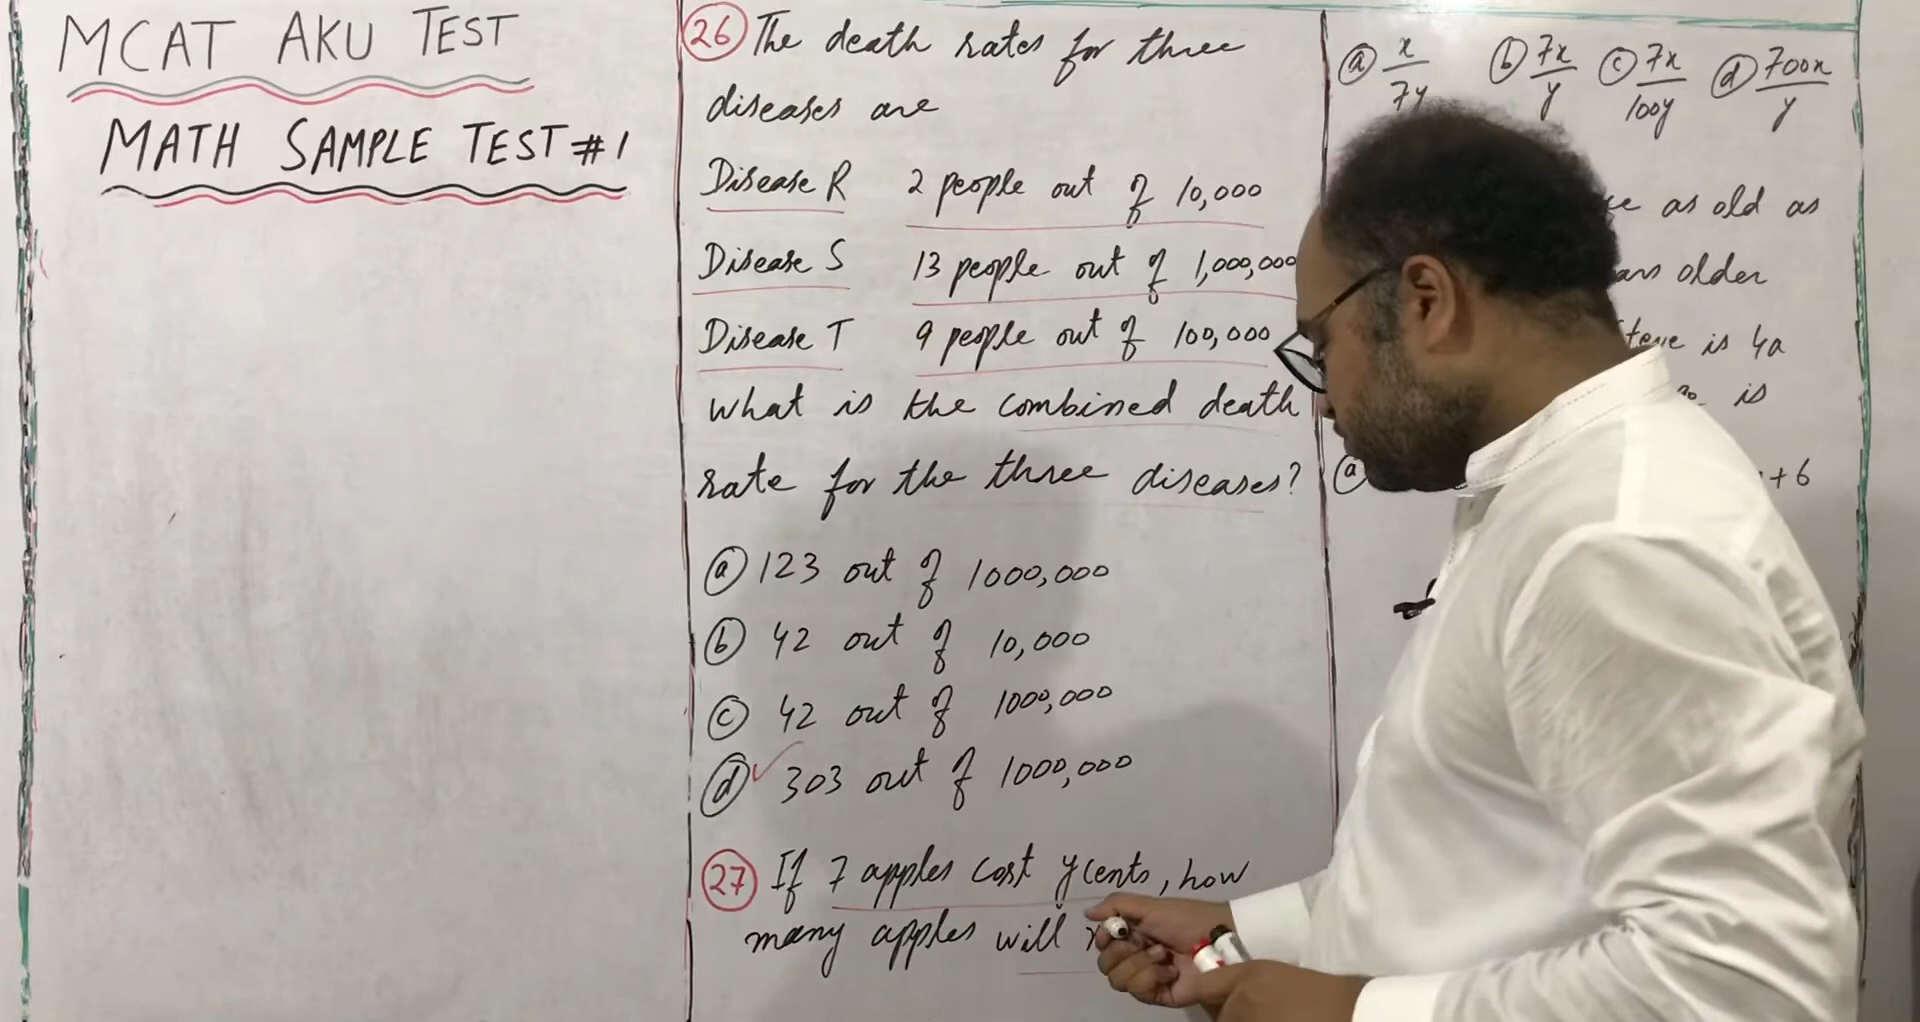 MCAT AKU TEST
MATH SAMPLE TEST #1
26 The death rates for three
diseases are
Disease R 2 people out of 10,000
Disease S 13 people out of 1,000,000
Disease T 9 people out of 100,000
what is the combined death
rate for the three diseases?
a 123 out of 1000,000
b 42 out of 10,000
c 42 out of 1000,000
d 303 out of 1000,000
27 If 7 apples cost y cents, how
many apples will
a x/7y b 7x/y c 7x/100y d 700x/y
as old as
older
is 4a
is
a +6